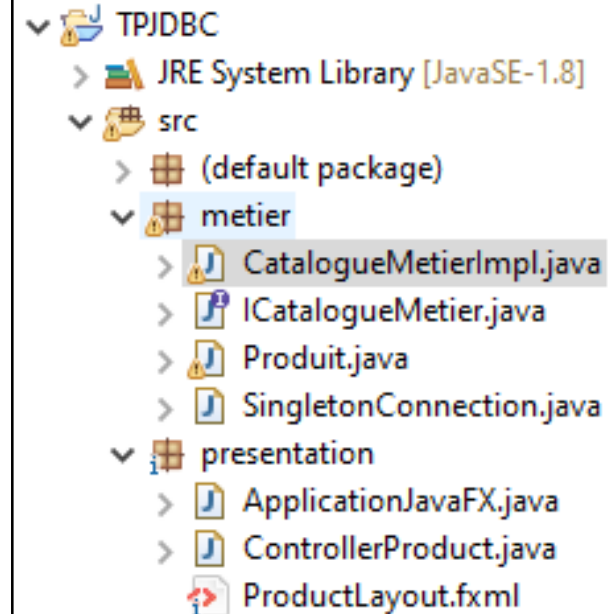 TPJDBC
JRE System Library [JavaSE-1.8]
src
(default package)
metier
CatalogueMetierImpl.java
ICatalogueMetier.java
Produit.java
SingletonConnection.java
presentation
ApplicationJavaFX.java
ControllerProduct.java
ProductLayout.fxml